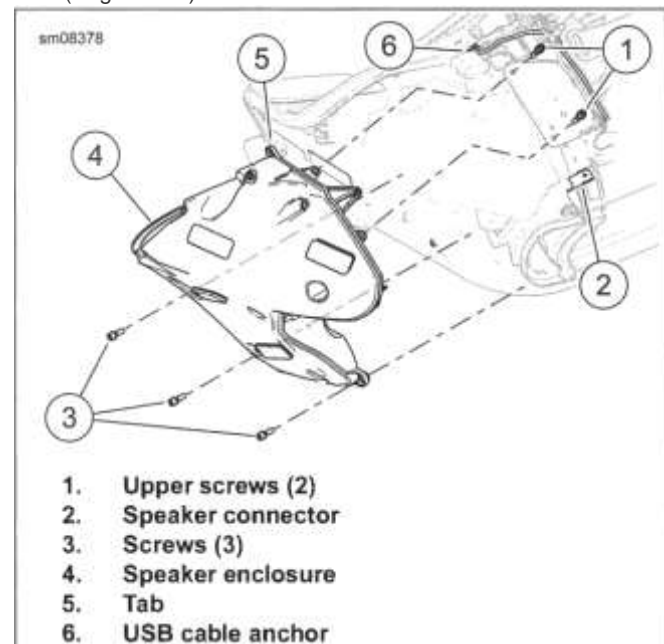 sm08378
6
1
5
4
2
3
1. Upper screws (2)
2. Speaker connector
3. Screws (3)
4. Speaker enclosure
5. Tab
6. USB cable anchor